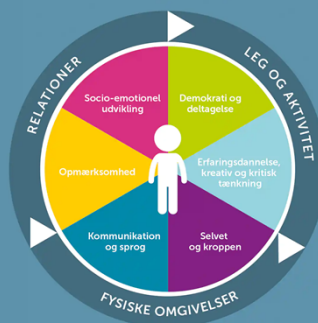 RELATIONER
LEG OG AKTIVITET
Socio-emotionel
udvikling
Demokrati og
deltagelse
Opmærksomhed
Erfaringsdannelse,
kreativ og kritisk
tænkning
Kommunikation
og sprog
Selvet
og kroppen
FYSISKE OMGIVELSER